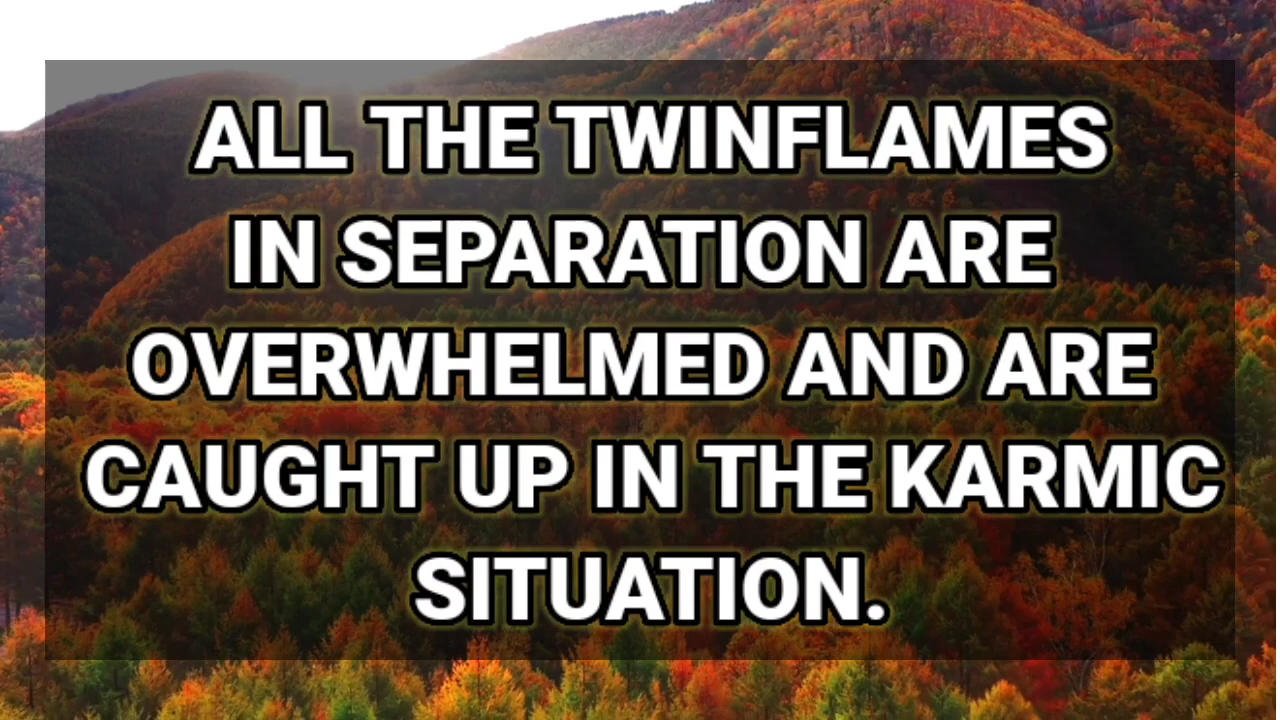 ALL THE TWINFLAMES
IN SEPARATION ARE
OVERWHELMED AND ARE
CAUGHT UP IN THE KARMIC
SITUATION.